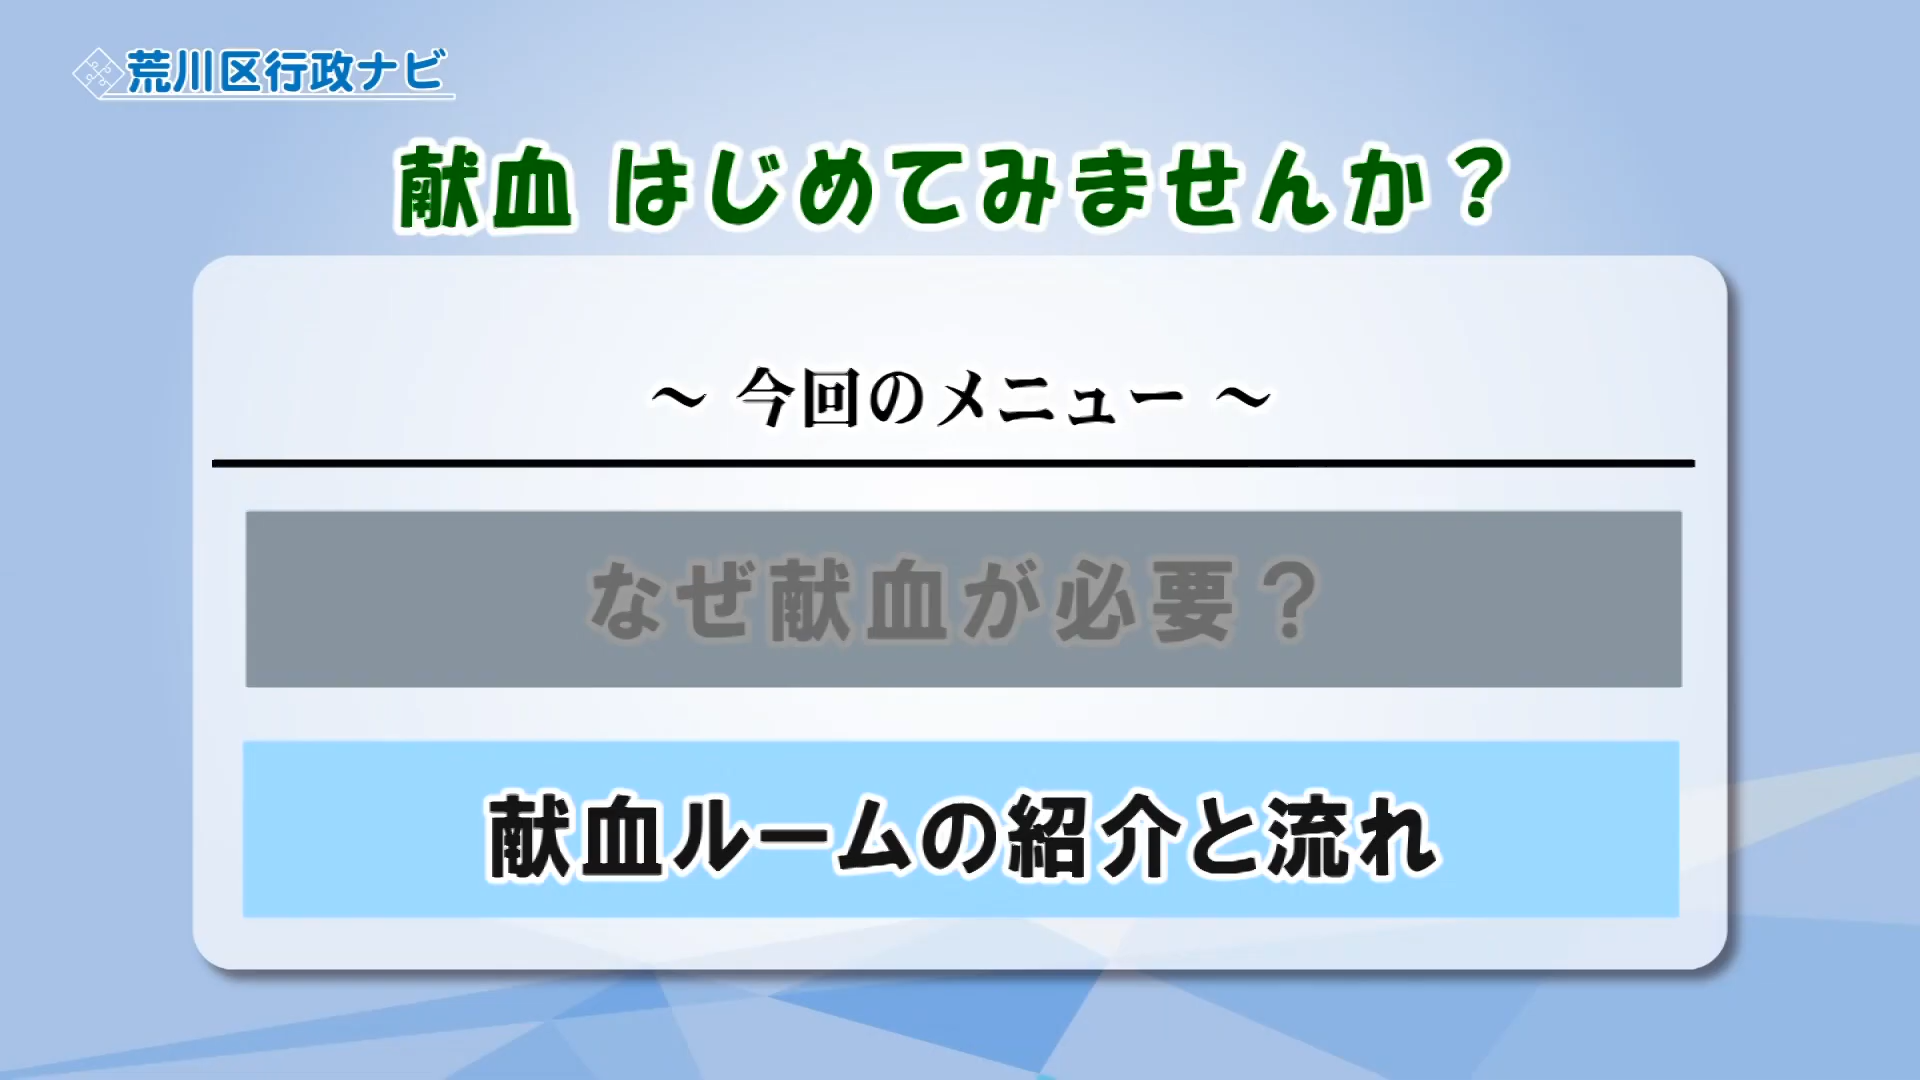 荒川区行政ナビ
献血 はじめてみませんか？
～ 今回のメニュー ～
なぜ献血が必要？
献血ルームの紹介と流れ